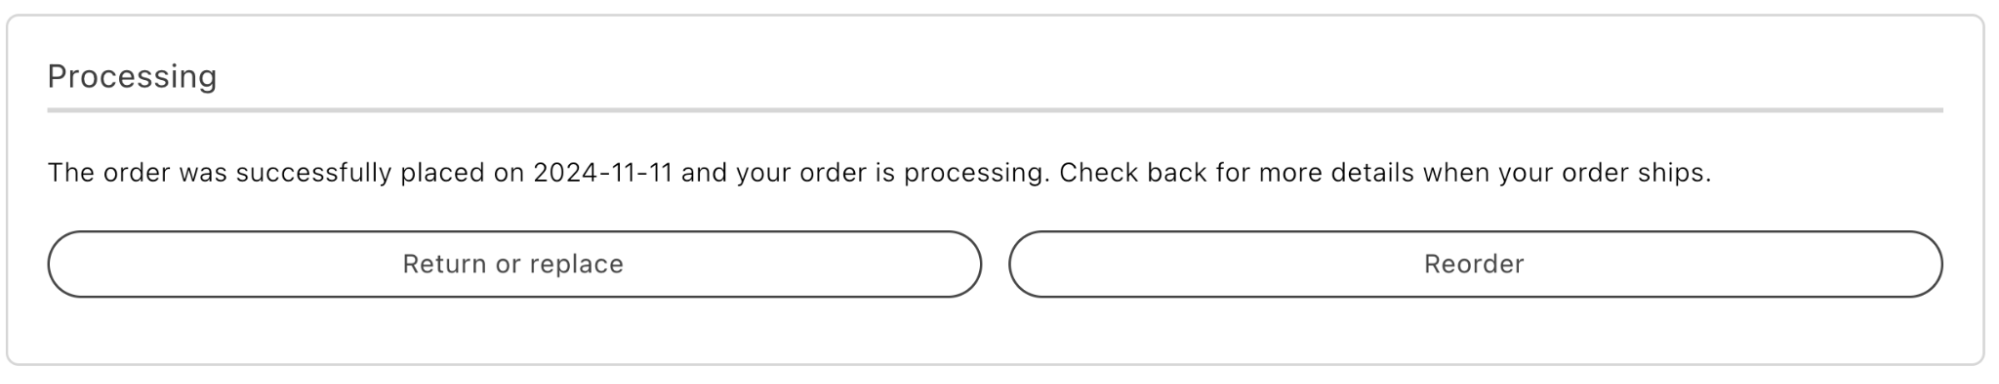 Processing
The order was successfully placed on 2024-11-11 and your order is processing. Check back for more details when your order ships.
Return or replace
Reorder